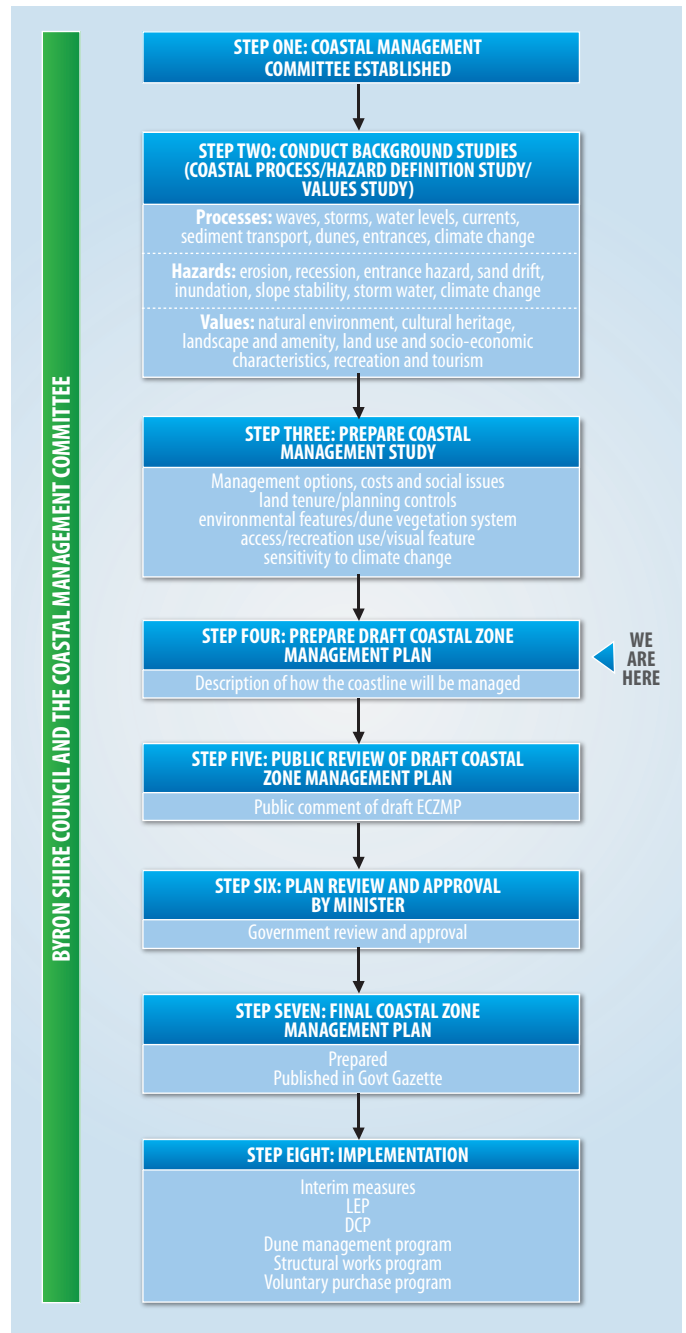 BYRON SHIRE COUNCIL AND THE COASTAL MANAGEMENT COMMITTEE
STEP ONE: COASTAL MANAGEMENT
COMMITTEE ESTABLISHED
STEP TWO: CONDUCT BACKGROUND STUDIES
(COASTAL PROCESS/HAZARD DEFINITION STUDY/
VALUES STUDY)
Processes: waves, storms, water levels, currents,
sediment transport, dunes, entrances, climate change
Hazards: erosion, recession, entrance hazard, sand drift,
inundation, slope stability, storm water, climate change
Values: natural environment, cultural heritage,
landscape and amenity, land use and socio-economic
characteristics, recreation and tourism
STEP THREE: PREPARE COASTAL
MANAGEMENT STUDY
Management options, costs and social issues
land tenure/planning controls
environmental features/dune vegetation system
access/recreation use/visual feature
sensitivity to climate change
STEP FOUR: PREPARE DRAFT COASTAL ZONE
MANAGEMENT PLAN
Description of how the coastline will be managed
WE
ARE
HERE
STEP FIVE: PUBLIC REVIEW OF DRAFT COASTAL
ZONE MANAGEMENT PLAN
Public comment of draft ECZMP
STEP SIX: PLAN REVIEW AND APPROVAL
BY MINISTER
Government review and approval
STEP SEVEN: FINAL COASTAL ZONE
MANAGEMENT PLAN
Prepared
Published in Govt Gazette
STEP EIGHT: IMPLEMENTATION
Interim measures
LEP
DCP
Dune management program
Structural works program
Voluntary purchase program